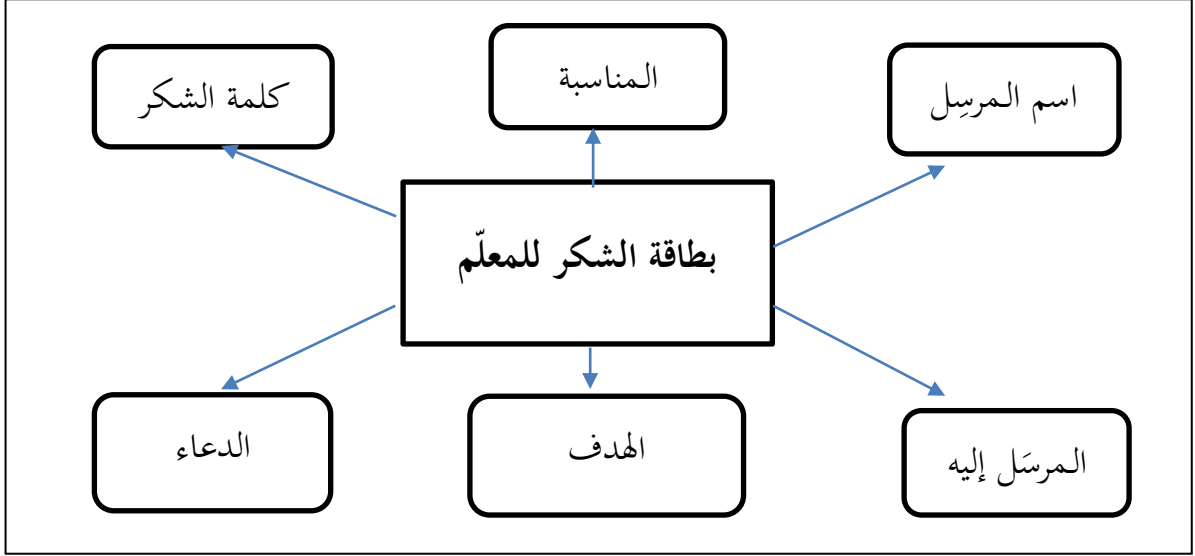 اسم المرسِل
المناسبة
كلمة الشكر
بطاقة الشكر للمعلّم
المرسَل إليه
الهدف
الدعاء